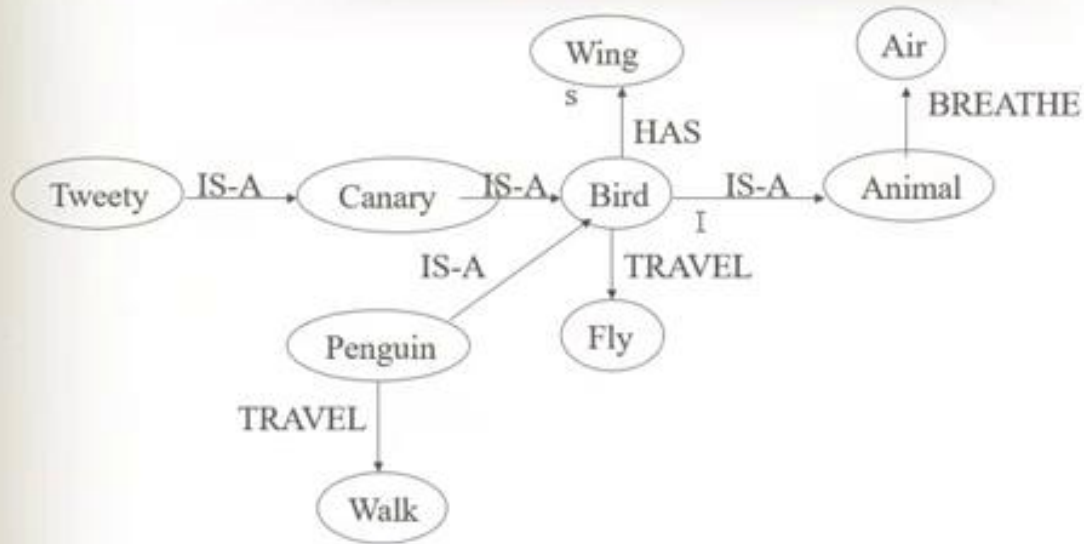 Wing
s
Air
BREATHE
HAS
Tweety IS-A Canary IS-A Bird IS-A Animal
IS-A
TRAVEL
Penguin
Fly
TRAVEL
Walk